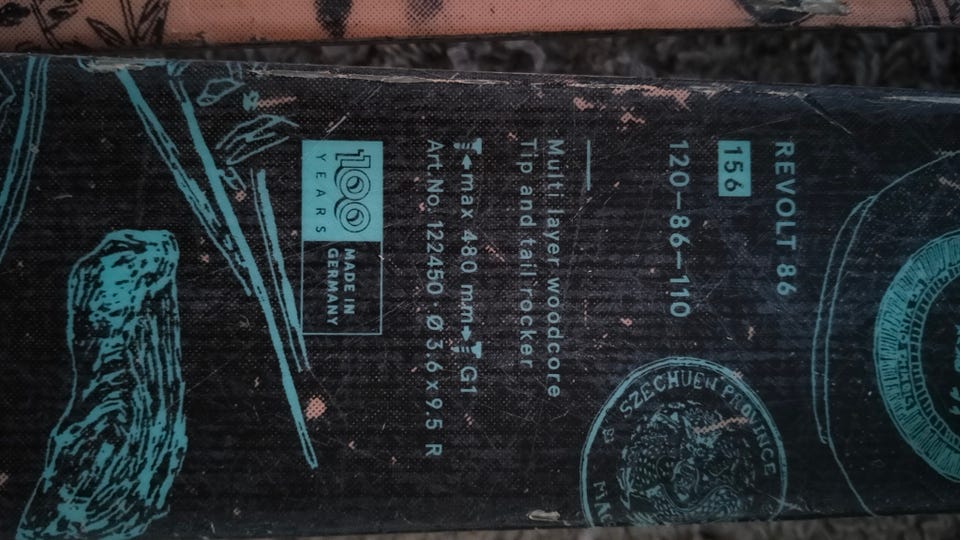 REVOLT 86
156
120–86–110
Multi layer woodcore
Tip and tail rocker
max 480 mm G1
Art.No. 122450 · Ø 3.6 x 9.5 R
100
YEARS
MADE IN
GERMANY
SZECHUEN PROVINCE